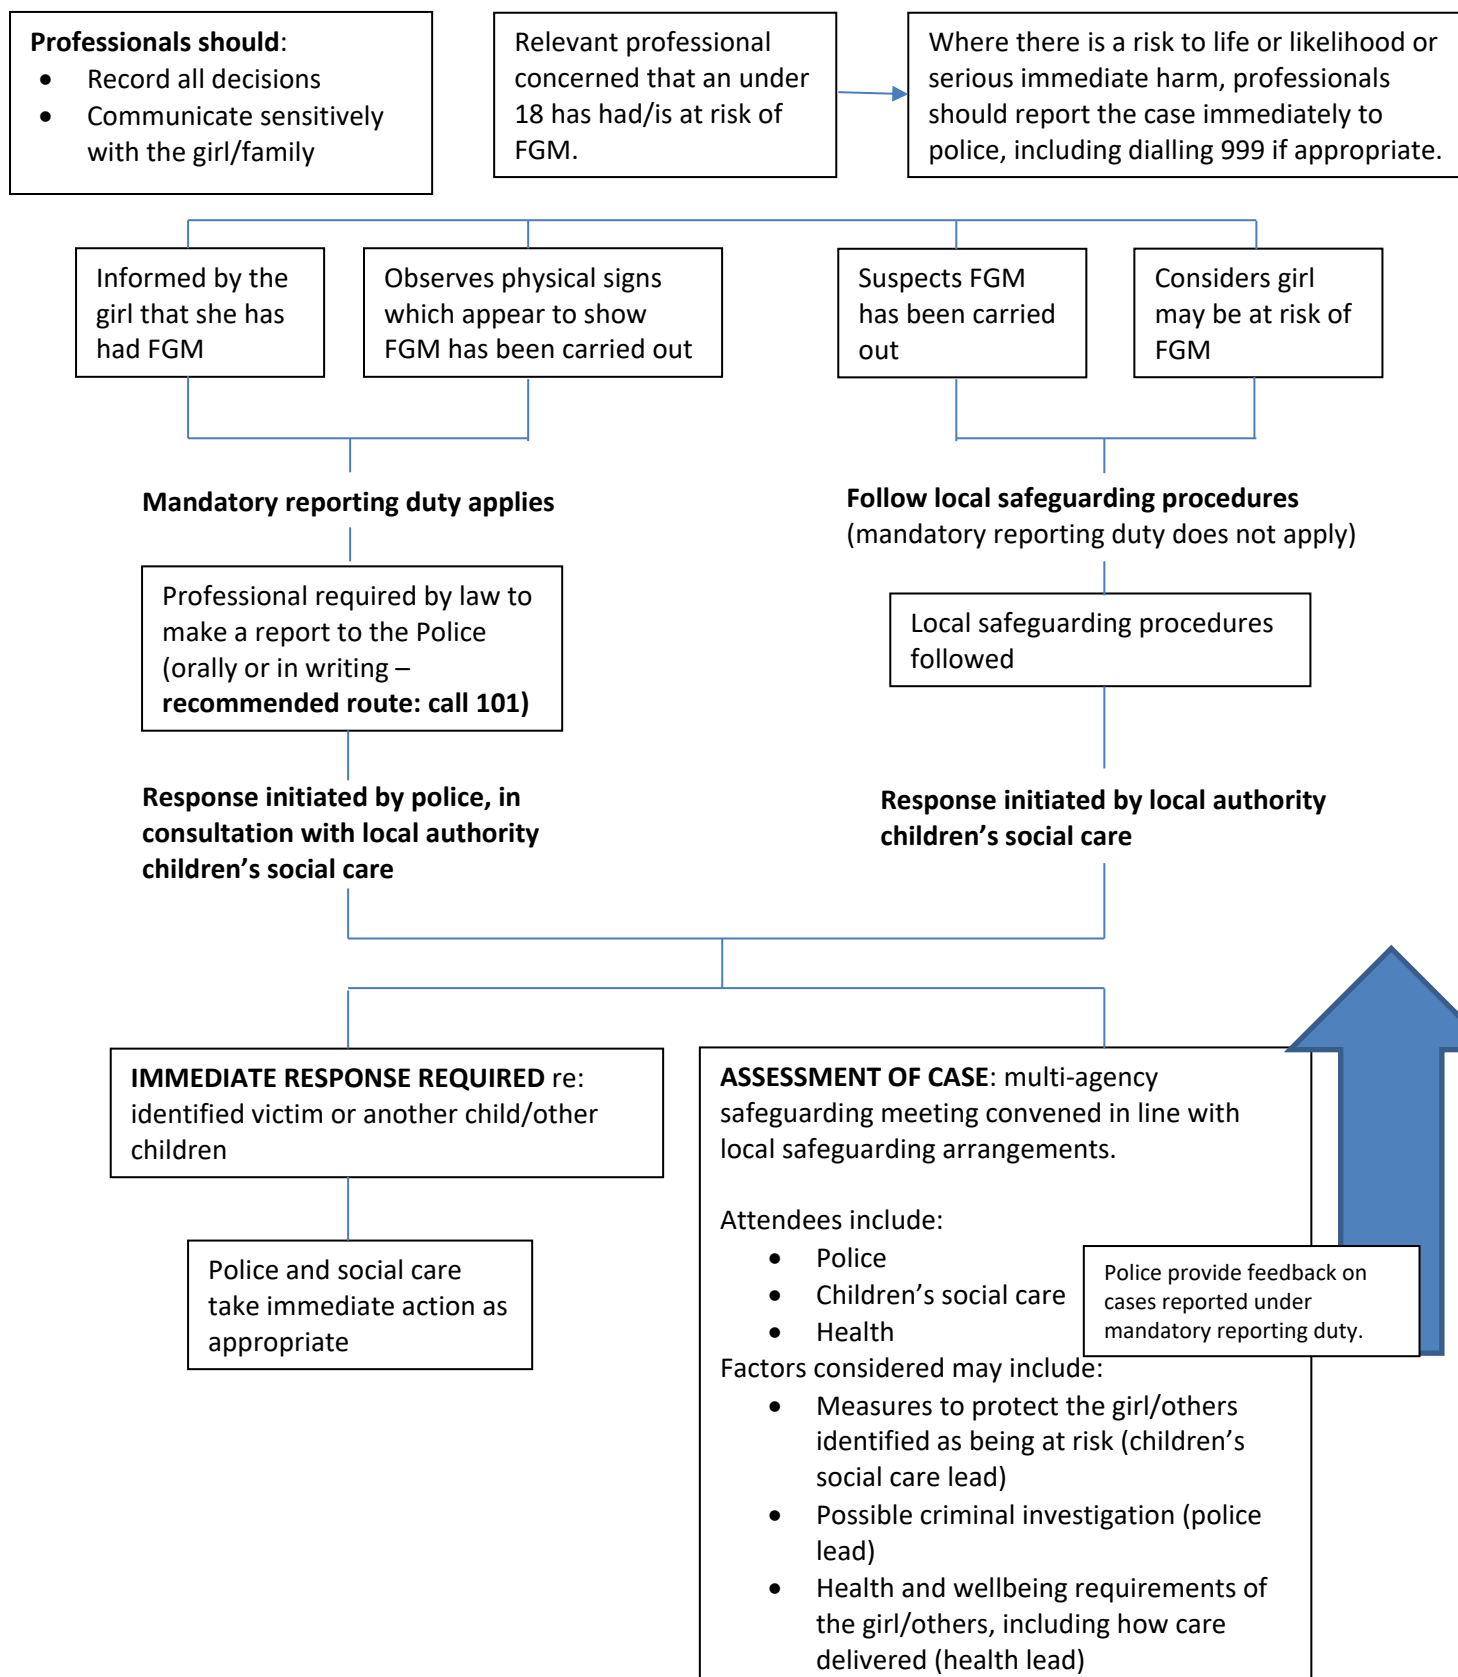 Professionals should:
• Record all decisions
• Communicate sensitively
with the girl/family
Relevant professional
concerned that an under
18 has had/is at risk of
FGM.
Where there is a risk to life or likelihood or
serious immediate harm, professionals
should report the case immediately to
police, including dialling 999 if appropriate.
Informed by the
girl that she has
had FGM
Observes physical signs
which appear to show
FGM has been carried out
Suspects FGM
has been carried
out
Considers girl
may be at risk of
FGM
Mandatory reporting duty applies
Follow local safeguarding procedures
(mandatory reporting duty does not apply)
Professional required by law to
make a report to the Police
(orally or in writing –
recommended route: call 101)
Local safeguarding procedures
followed
Response initiated by police, in
consultation with local authority
children’s social care
Response initiated by local authority
children’s social care
IMMEDIATE RESPONSE REQUIRED re:
identified victim or another child/other
children
Police and social care
take immediate action as
appropriate
ASSESSMENT OF CASE: multi-agency
safeguarding meeting convened in line with
local safeguarding arrangements.
Attendees include:
• Police
• Children’s social care
• Health
Police provide feedback on
cases reported under
mandatory reporting duty.
Factors considered may include:
• Measures to protect the girl/others
identified as being at risk (children’s
social care lead)
• Possible criminal investigation (police
lead)
• Health and wellbeing requirements of
the girl/others, including how care
delivered (health lead)